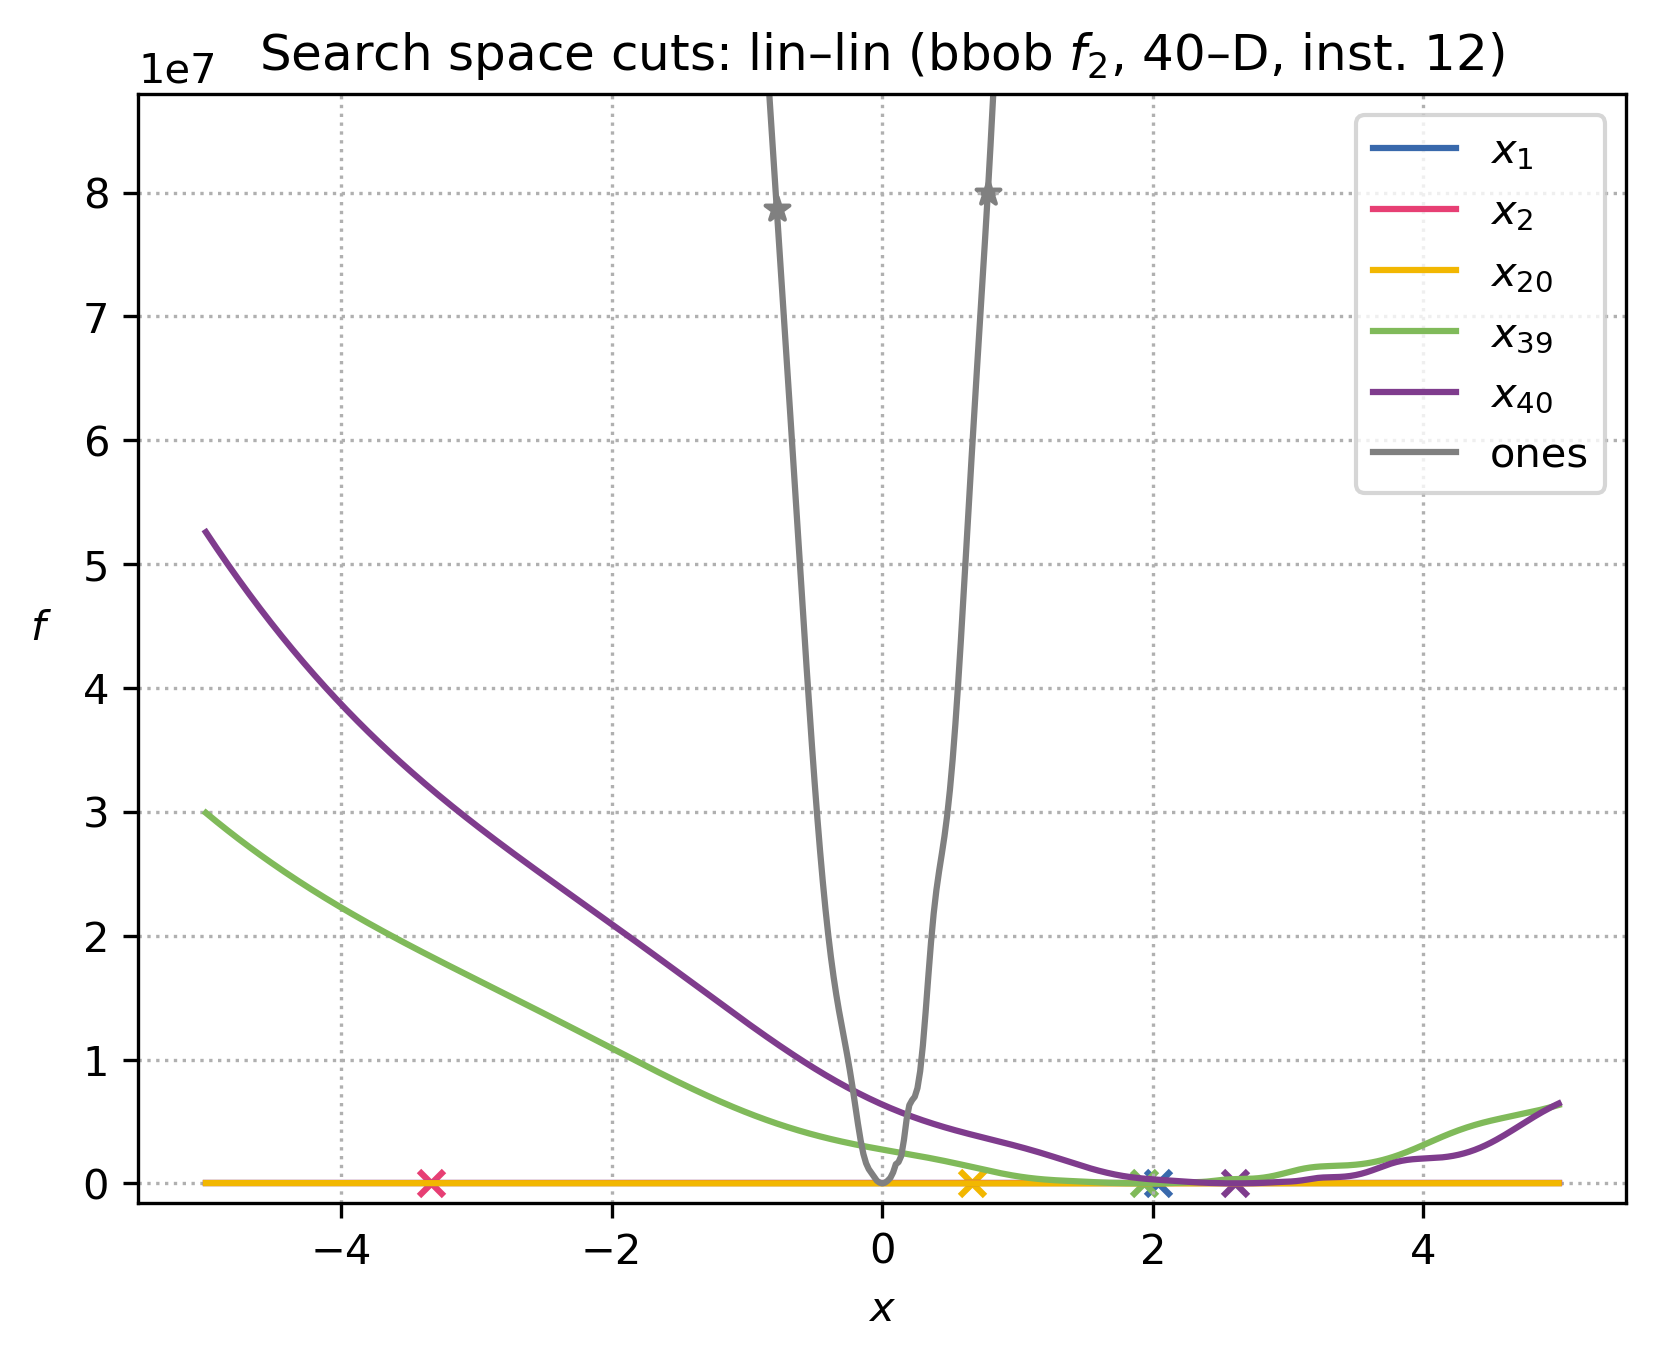 Search space cuts: lin–lin (bbob f₂, 40–D, inst. 12)
1e7
8
7
6
5
4
3
2
1
0
f
−4 −2 0 2 4
x
x₁
x₂
x₂₀
x₃₉
x₄₀
ones